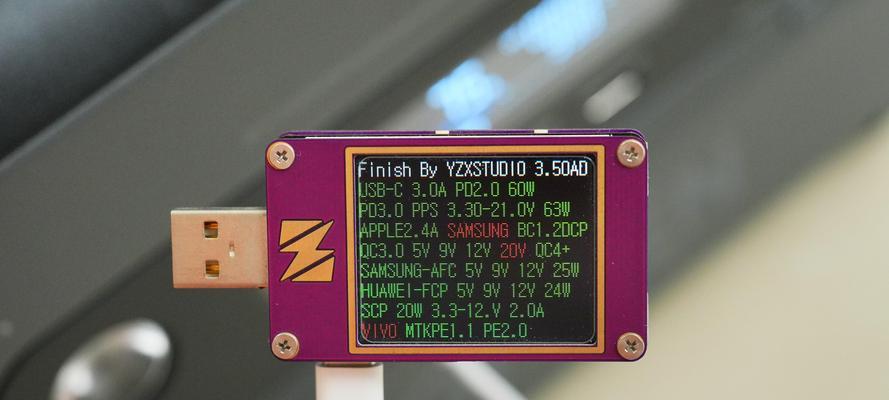 Finish By YZXSTUDIO 3.50AD
USB-C 3.0A PD2.0 60W
PD3.0 PPS 3.30-21.0V 63W
APPLE2.4A SAMSUNG BC1.2DCP
QC3.0 5V 9V 12V 20V QC4+
SAMSUNG-AFC 5V 9V 12V 25W
HUAWEI-FCP 5V 9V 12V 24W
SCP 20W 3.3-12.V 2.0A
VIVO MTKPE1.1 PE2.0